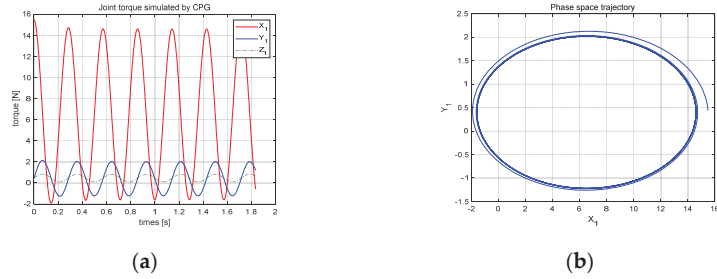 Joint torque simulated by CPG
torque [N]
16
14
12
10
8
6
4
2
0
-2
0 0.2 0.4 0.6 0.8 1 1.2 1.4 1.6 1.8 2
times [s]
X1
Y1
Z1
(a)
Phase space trajectory
Y1
2.5
2
1.5
1
0.5
0
-0.5
-1
-1.5
-2 0 2 4 6 8 10 12 14 16
X1
(b)